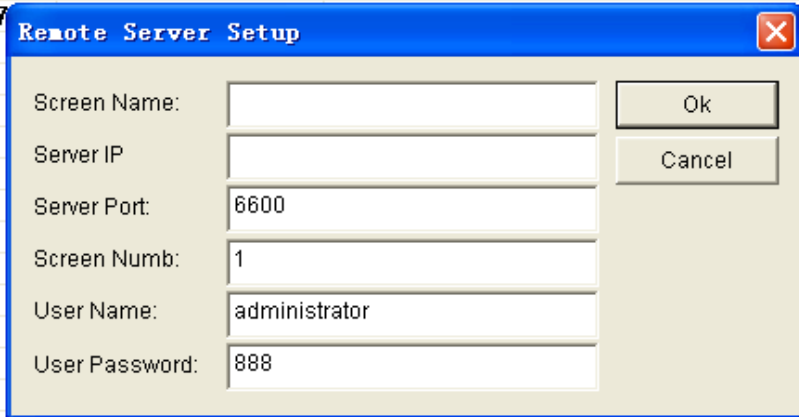 7
Remote Server Setup
Screen Name:
Ok
Server IP
Cancel
Server Port: 6600
Screen Numb: 1
User Name: administrator
User Password: 888